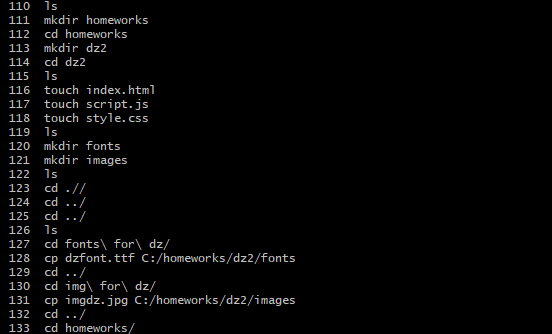 110 ls
111 mkdir homeworks
112 cd homeworks
113 mkdir dz2
114 cd dz2
115 ls
116 touch index.html
117 touch script.js
118 touch style.css
119 ls
120 mkdir fonts
121 mkdir images
122 ls
123 cd .//
124 cd ../
125 cd ../
126 ls
127 cd fonts\ for\ dz/
128 cp dzfont.ttf C:/homeworks/dz2/fonts
129 cd ../
130 cd img\ for\ dz/
131 cp imgdz.jpg C:/homeworks/dz2/images
132 cd ../
133 cd homeworks/